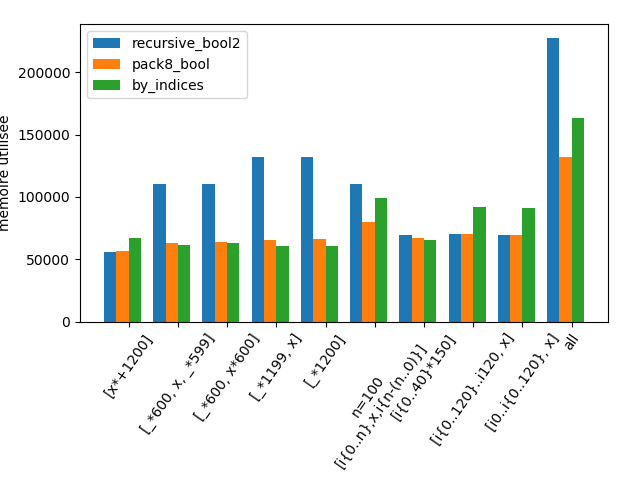 recursive_bool2
pack8_bool
by_indices
mémoire utilisée
200000
150000
100000
50000
0
[x*+1200]
[_*600, x, _*599]
[_*600, x*600]
[_*1199, x]
[_*1200]
n=100
[i{0..n},x,i{n-(n..0)}]
[i{0..40}*150]
[i{0..120}..i120, x]
[i0..i{0..120}, x]
all